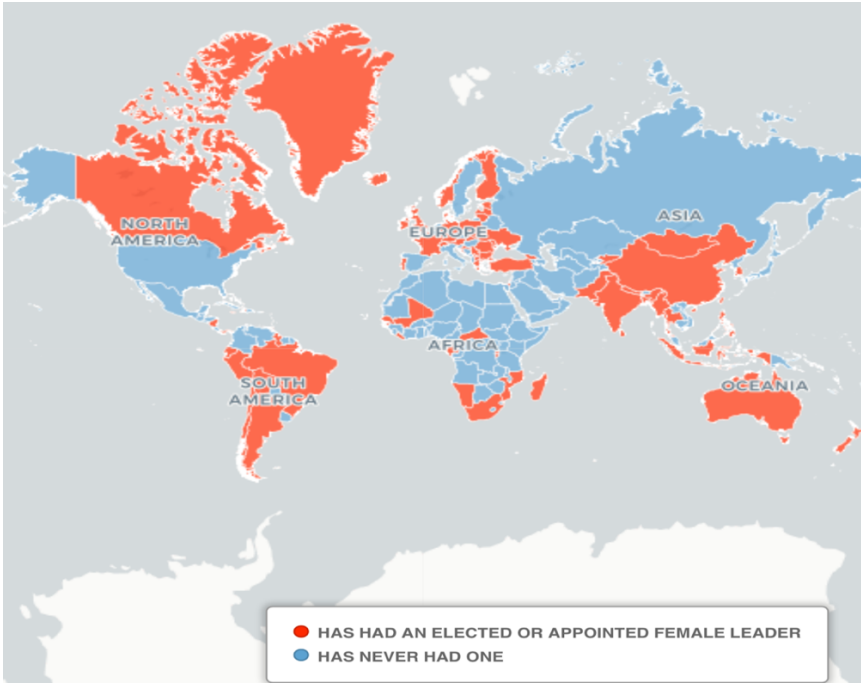 NORTH
AMERICA
EUROPE
ASIA
AFRICA
SOUTH
AMERICA
OCEANIA
HAS HAD AN ELECTED OR APPOINTED FEMALE LEADER
HAS NEVER HAD ONE